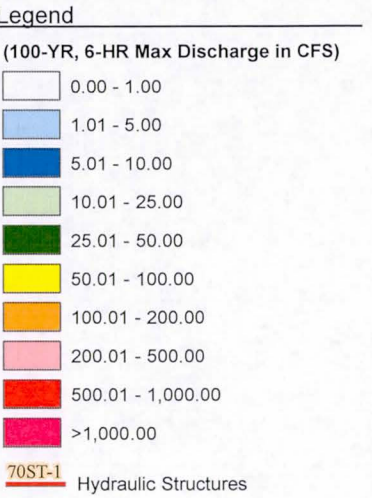 Legend
(100-YR, 6-HR Max Discharge in CFS)
0.00 - 1.00
1.01 - 5.00
5.01 - 10.00
10.01 - 25.00
25.01 - 50.00
50.01 - 100.00
100.01 - 200.00
200.01 - 500.00
500.01 - 1,000.00
>1,000.00
70ST-1 Hydraulic Structures